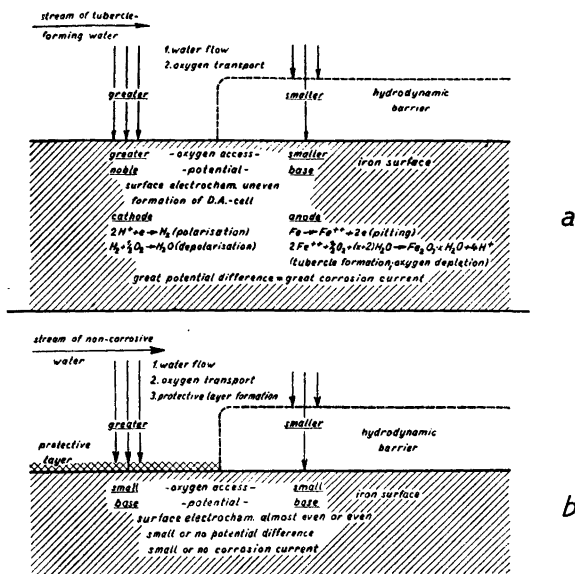 stream of tubercle-
forming water
1. water flow
2. oxygen transport
greater
smaller
hydrodynamic
barrier
greater -oxygen access- smaller
iron surface
noble -potential- base
surface electrochem. uneven
formation of D.A.-cell
cathode anode
2H⁺+e→H₂(polarisation) Fe→Fe⁺⁺+2e(pitting)
H₂+½O₂→H₂O(depolarisation) 2Fe⁺⁺+³⁄₂O₂+(x+2)H₂O→Fe₂O₃·xH₂O+4H⁺
(tubercle formation; oxygen depletion)
great potential difference = great corrosion current
a
stream of non-corrosive
water
1. water flow
2. oxygen transport
3. protective layer formation
greater
smaller
hydrodynamic
barrier
protective
layer
small -oxygen access- small
iron surface
base -potential- base
surface electrochem. almost even or even
small or no potential difference
small or no corrosion current
b